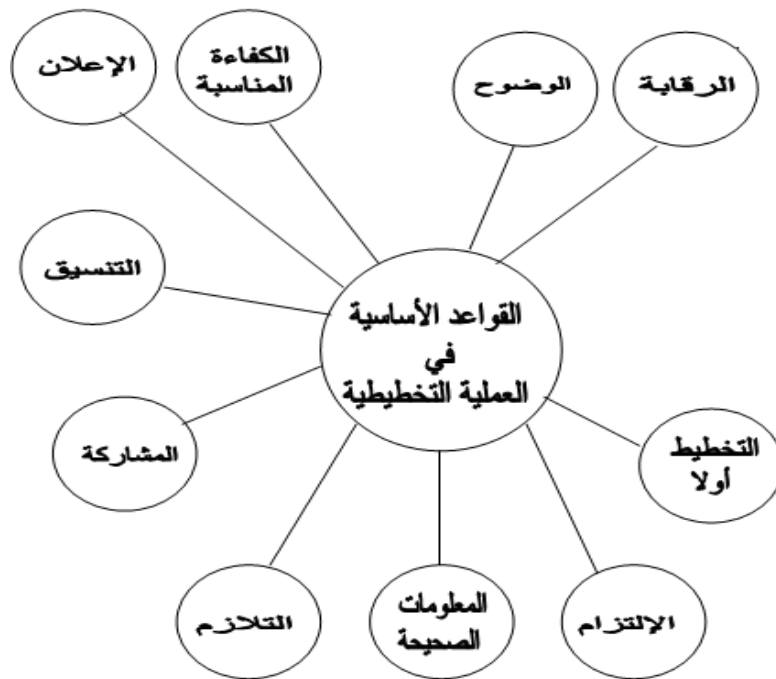 الرقابة
الوضوح
الكفاءة
المناسبة
الإعلان
التنسيق
القواعد الأساسية
في
العملية التخطيطية
المشاركة
التخطيط
أولا
الإلتزام
المعلومات
الصحيحة
التلازم